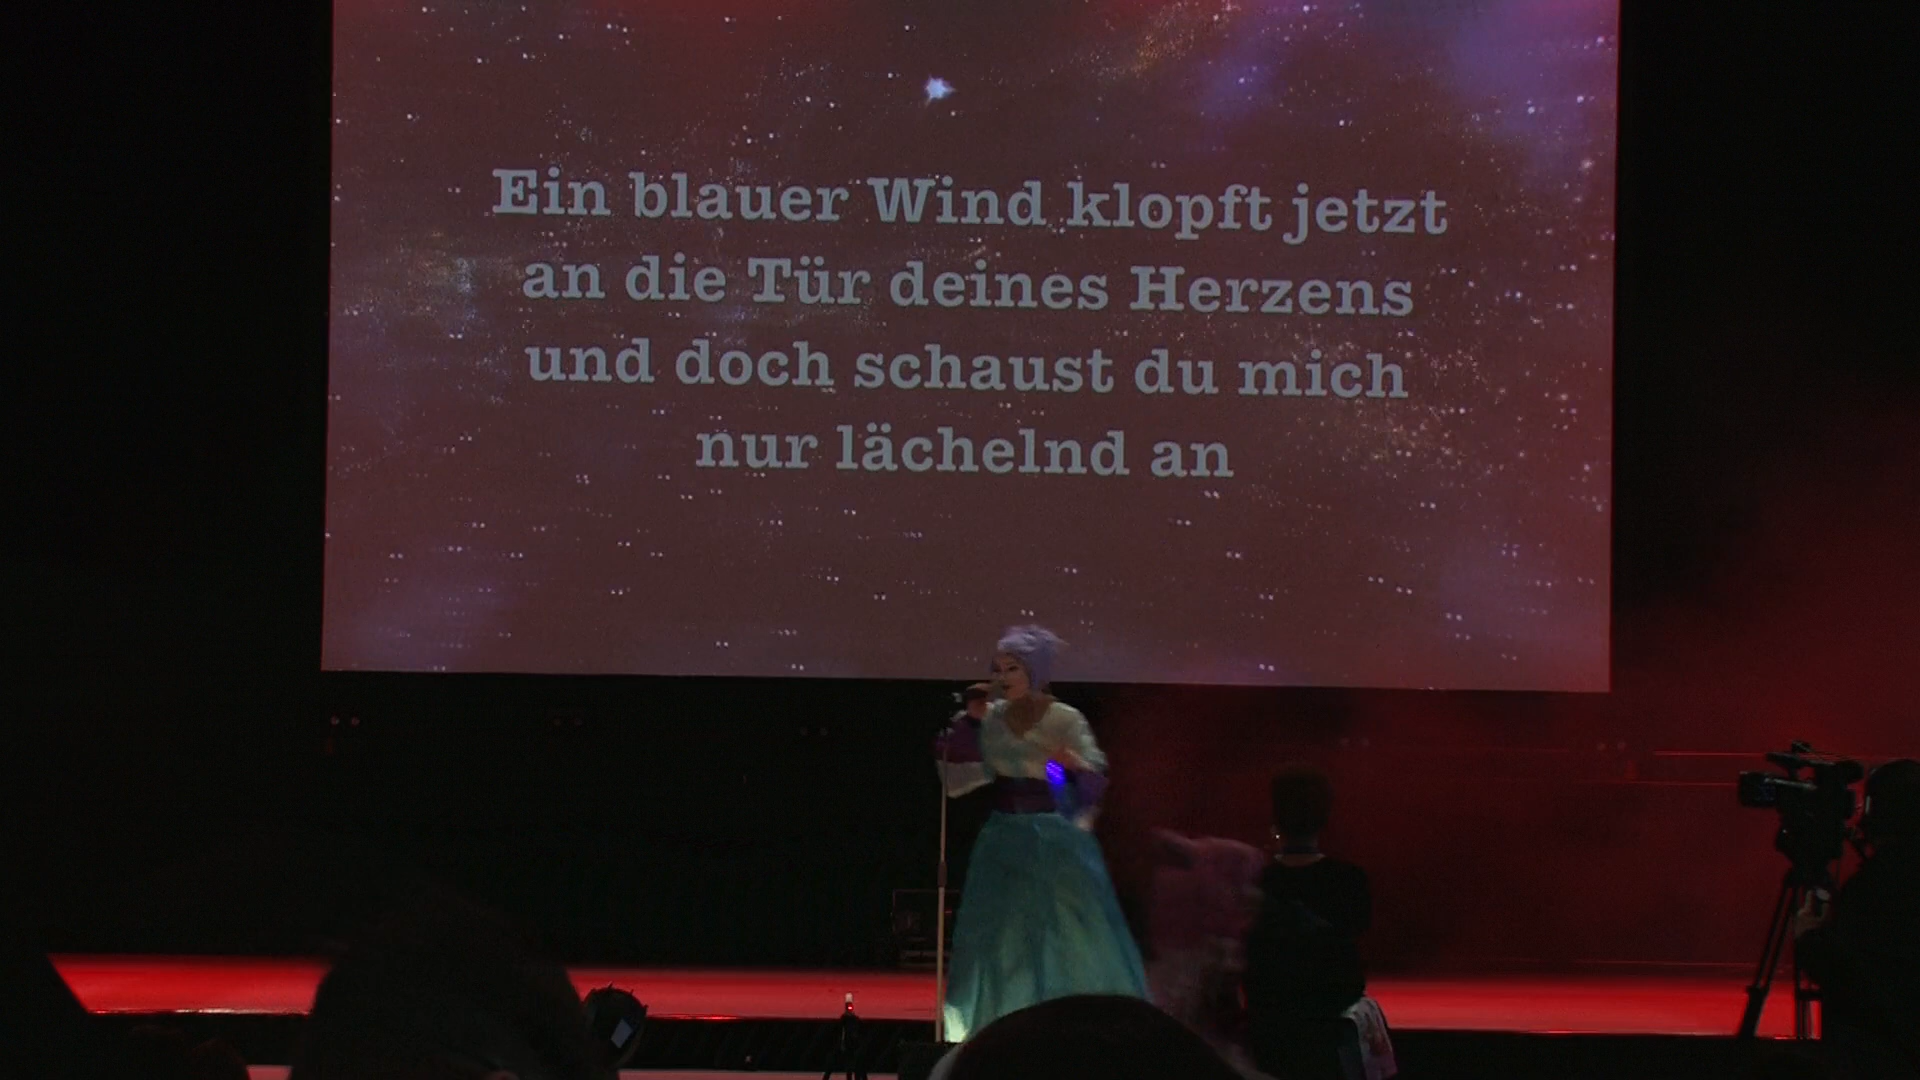 Ein blauer Wind klopft jetzt
an die Tür deines Herzens
und doch schaust du mich
nur lächelnd an